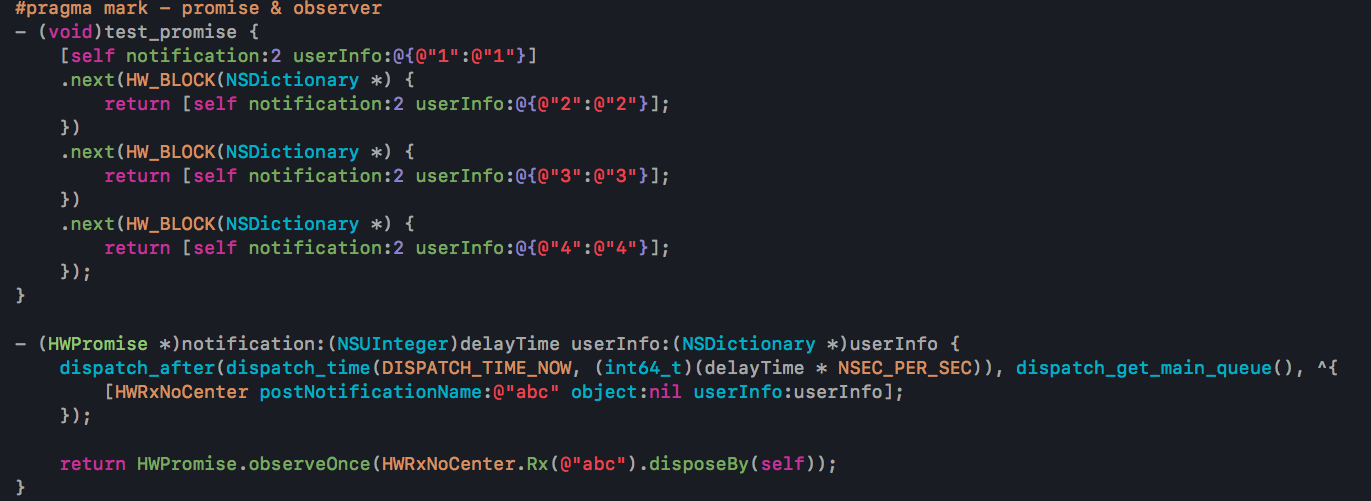 #pragma mark - promise & observer
- (void)test_promise {
    [self notification:2 userInfo:@{@"1":@"1"}]
    .next(HW_BLOCK(NSDictionary *) {
        return [self notification:2 userInfo:@{@"2":@"2"}];
    })
    .next(HW_BLOCK(NSDictionary *) {
        return [self notification:2 userInfo:@{@"3":@"3"}];
    })
    .next(HW_BLOCK(NSDictionary *) {
        return [self notification:2 userInfo:@{@"4":@"4"}];
    });
}

- (HWPromise *)notification:(NSUInteger)delayTime userInfo:(NSDictionary *)userInfo {
    dispatch_after(dispatch_time(DISPATCH_TIME_NOW, (int64_t)(delayTime * NSEC_PER_SEC)), dispatch_get_main_queue(), ^{
        [HWRxNoCenter postNotificationName:@"abc" object:nil userInfo:userInfo];
    });

    return HWPromise.observeOnce(HWRxNoCenter.Rx(@"abc").disposeBy(self));
}